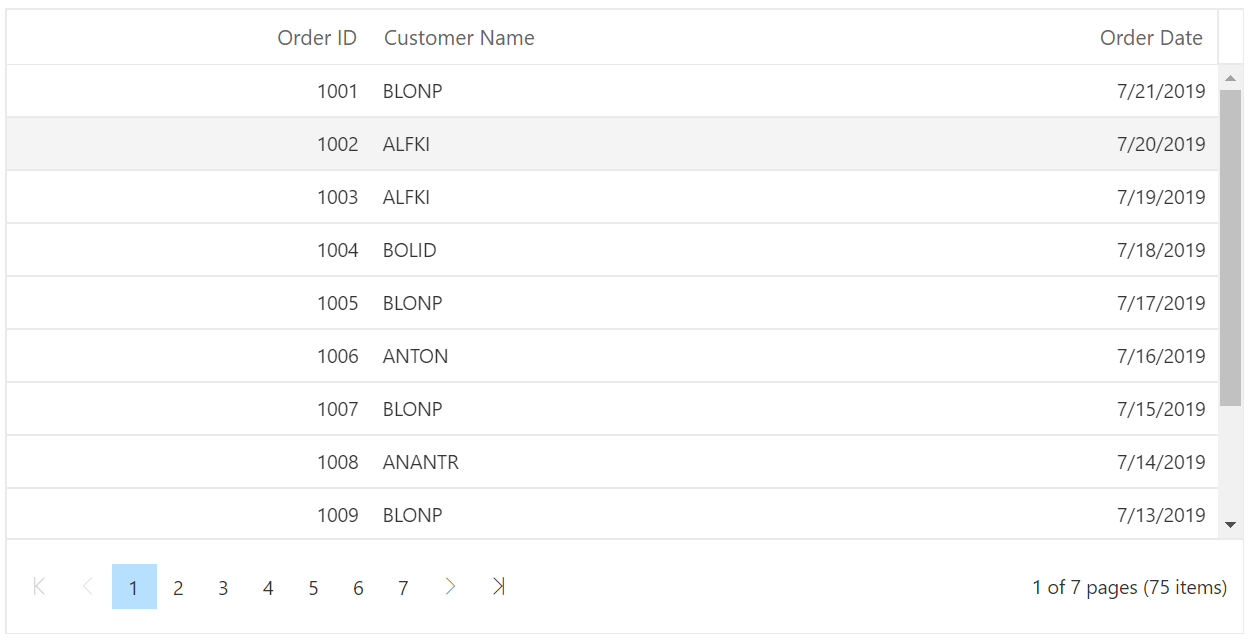 Order ID Customer Name Order Date
1001 BLONP 7/21/2019
1002 ALFKI 7/20/2019
1003 ALFKI 7/19/2019
1004 BOLID 7/18/2019
1005 BLONP 7/17/2019
1006 ANTON 7/16/2019
1007 BLONP 7/15/2019
1008 ANANTR 7/14/2019
1009 BLONP 7/13/2019
1 2 3 4 5 6 7 1 of 7 pages (75 items)